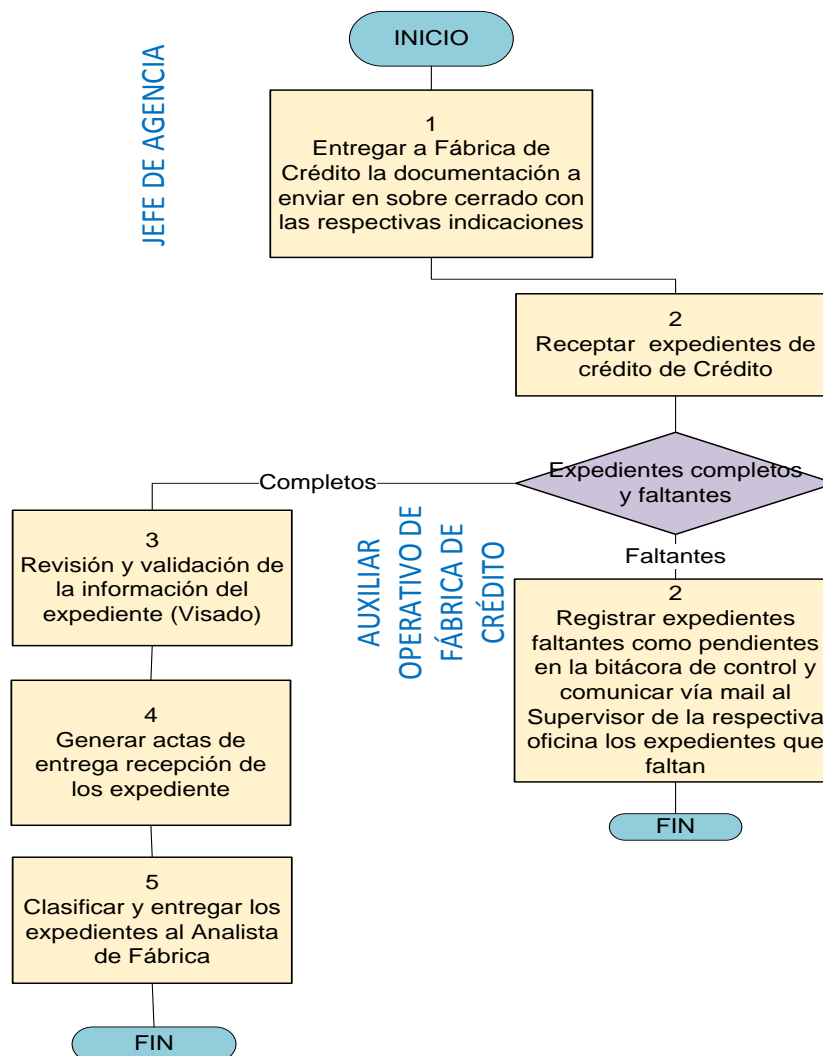 INICIO
JEFE DE AGENCIA
1
Entregar a Fábrica de
Crédito la documentación a
enviar en sobre cerrado con
las respectivas indicaciones
2
Receptar expedientes de
crédito de Crédito
Expedientes completos
y faltantes
Completos
Faltantes
3
Revisión y validación de
la información del
expediente (Visado)
AUXILIAR
OPERATIVO DE
FÁBRICA DE
CRÉDITO
2
Registrar expedientes
faltantes como pendientes
en la bitácora de control y
comunicar vía mail al
Supervisor de la respectiva
oficina los expedientes que
faltan
4
Generar actas de
entrega recepción de
los expediente
FIN
5
Clasificar y entregar los
expedientes al Analista
de Fábrica
FIN